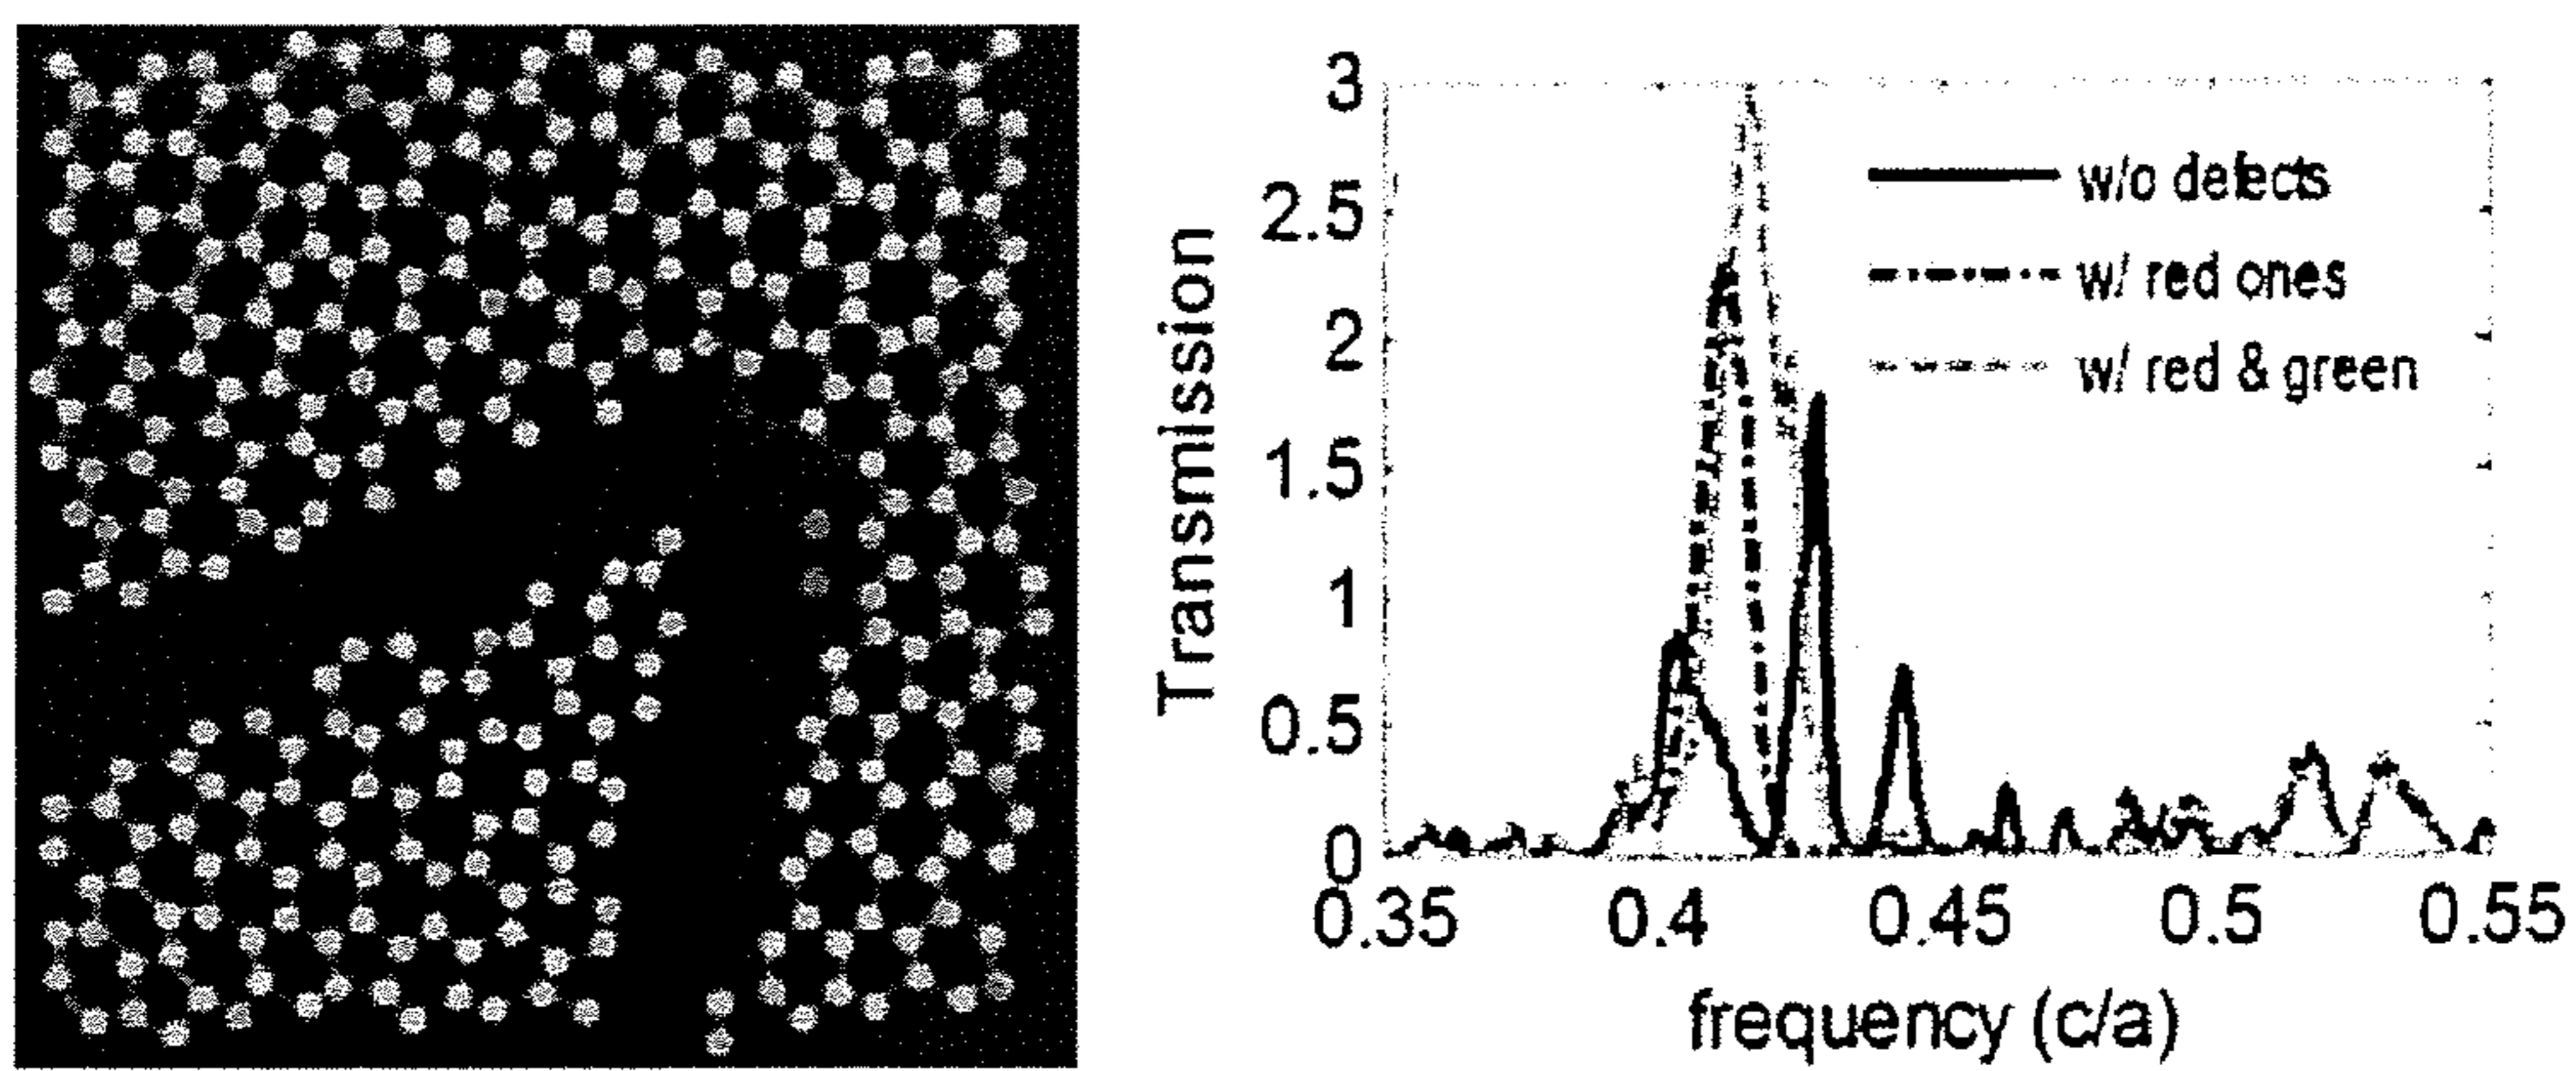 3
2.5
2
1.5
1
0.5
0
Transmission
w/o defects
w/ red ones
w/ red & green
0.35 0.4 0.45 0.5 0.55
frequency (c/a)